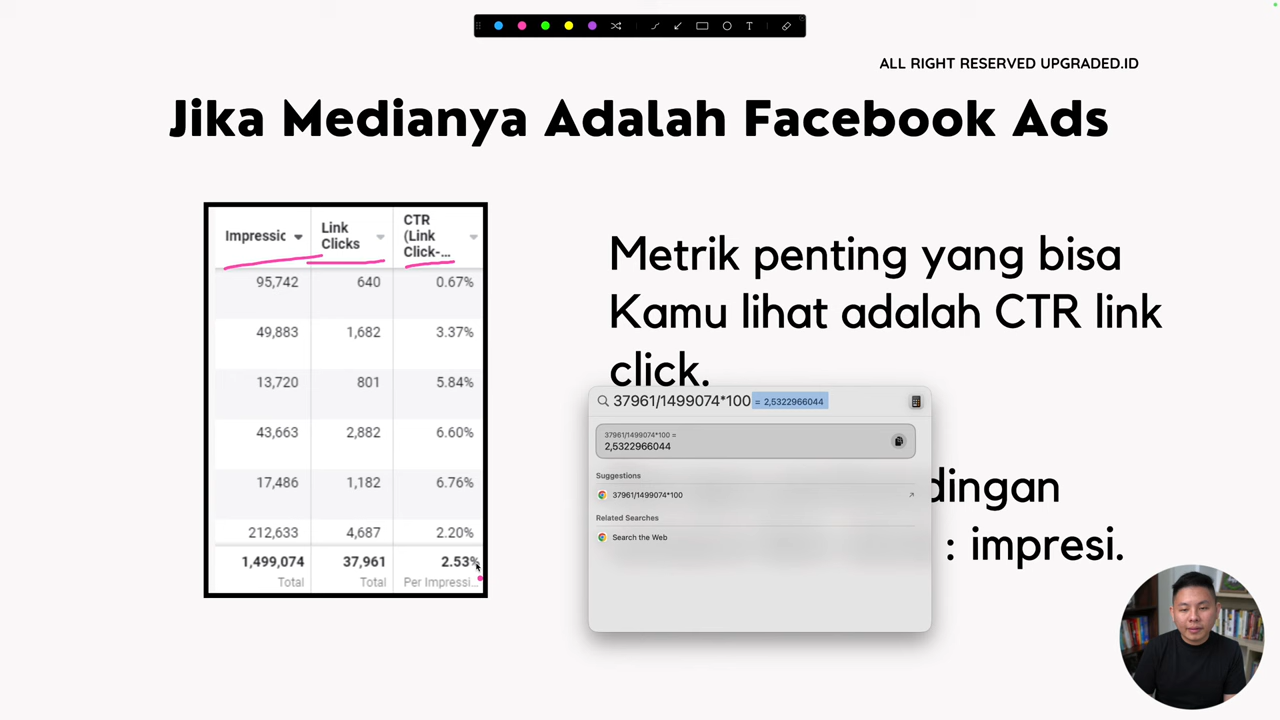 T
ALL RIGHT RESERVED UPGRADED.ID
Jika Medianya Adalah Facebook Ads
Impressic
Link
Clicks
CTR
(Link
Click-...
95,742 640 0.67%
49,883 1,682 3.37%
13,720 801 5.84%
43,663 2,882 6.60%
17,486 1,182 6.76%
212,633 4,687 2.20%
1,499,074 37,961 2.53%
Total Total Per Impressi...
Metrik penting yang bisa
Kamu lihat adalah CTR link
click.
37961/1499074*100 = 2,5322966044
37961/1499074*100 =
2,5322966044
Suggestions
37961/1499074*100
Related Searches
Search the Web
dingan
: impresi.